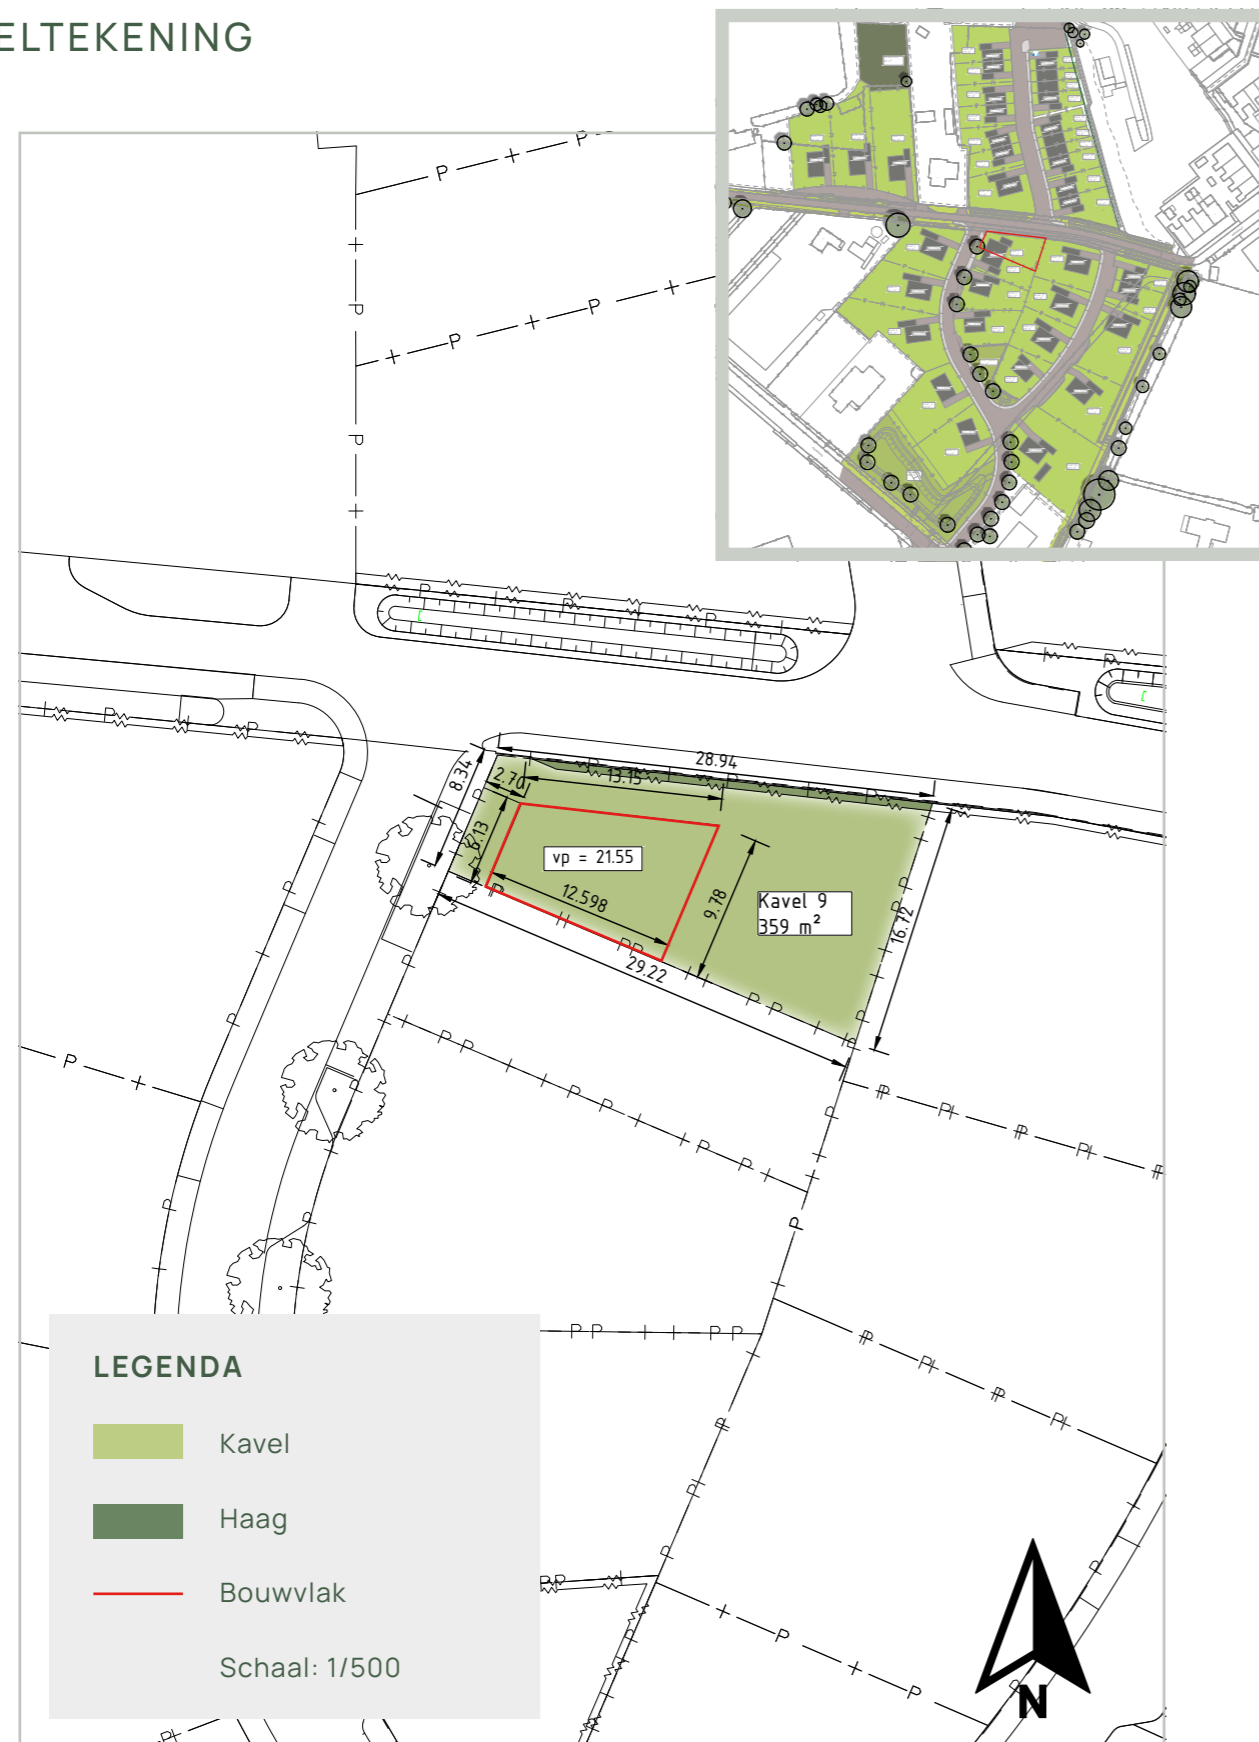 ELTEKENING
28.94
8.34
2.70
13.15
6.13
vp = 21.55
12.598
9.78
Kavel 9
359 m²
16.72
29.22
LEGENDA
Kavel
Haag
Bouwvlak
Schaal: 1/500
N